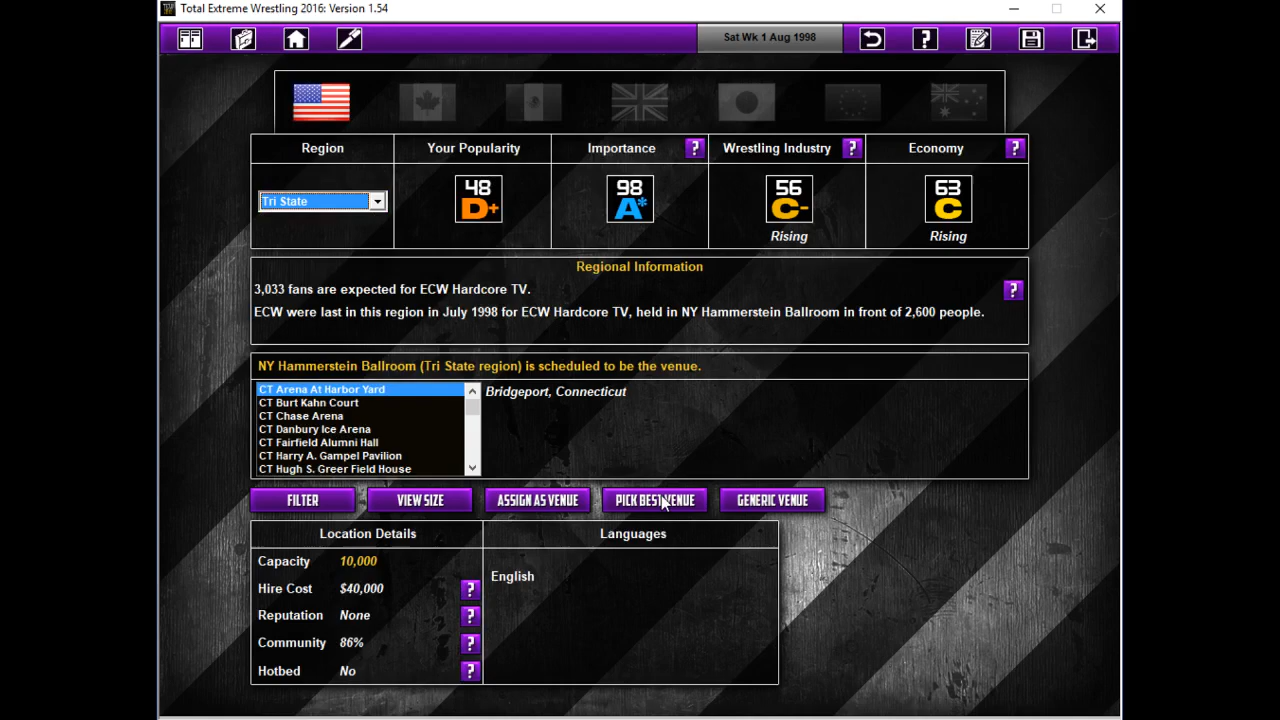 Total Extreme Wrestling 2016: Version 1.54
Sat Wk 1 Aug 1998
Region
Your Popularity
Importance
?
Wrestling Industry
?
Economy
?
Tri State
48
D+
98
A*
56
C-
Rising
63
C
Rising
Regional Information
3,033 fans are expected for ECW Hardcore TV.
?
ECW were last in this region in July 1998 for ECW Hardcore TV, held in NY Hammerstein Ballroom in front of 2,600 people.
NY Hammerstein Ballroom (Tri State region) is scheduled to be the venue.
CT Arena At Harbor Yard
CT Burt Kahn Court
CT Chase Arena
CT Danbury Ice Arena
CT Fairfield Alumni Hall
CT Harry A. Gampel Pavilion
CT Hugh S. Greer Field House
Bridgeport, Connecticut
FILTER
VIEW SIZE
ASSIGN AS VENUE
PICK BEST VENUE
GENERIC VENUE
Location Details
Languages
Capacity 10,000
Hire Cost $40,000 ?
Reputation None ?
Community 86% ?
Hotbed No ?
English